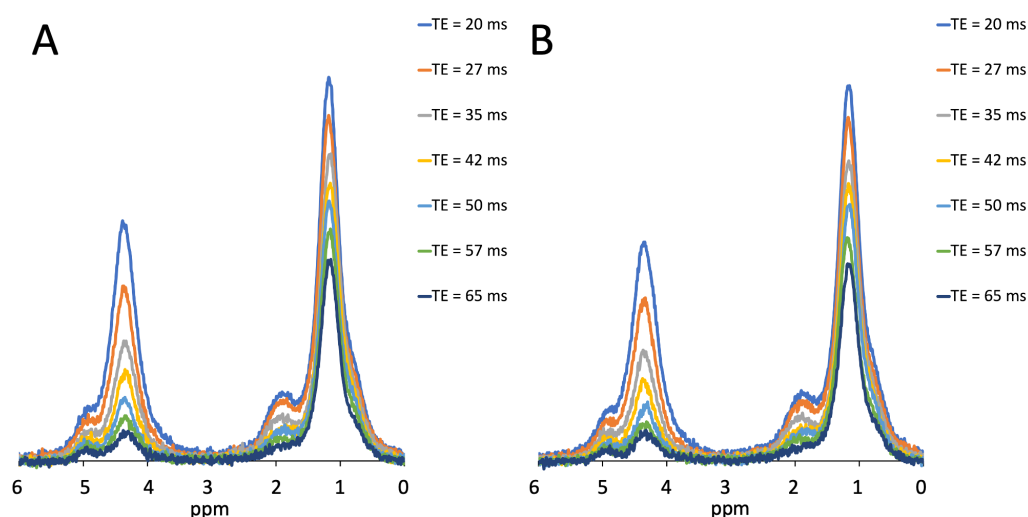 A
TE = 20 ms
TE = 27 ms
TE = 35 ms
TE = 42 ms
TE = 50 ms
TE = 57 ms
TE = 65 ms
6 5 4 3 2 1 0
ppm
B
TE = 20 ms
TE = 27 ms
TE = 35 ms
TE = 42 ms
TE = 50 ms
TE = 57 ms
TE = 65 ms
6 5 4 3 2 1 0
ppm